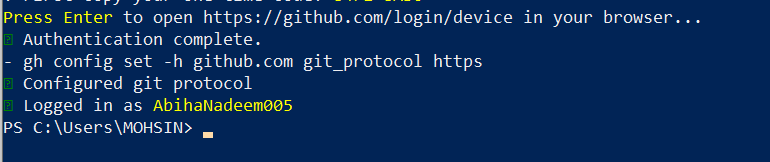 Press Enter to open https://github.com/login/device in your browser...
Authentication complete.
- gh config set -h github.com git_protocol https
Configured git protocol
Logged in as AbihaNadeem005
PS C:\Users\MOHSIN>